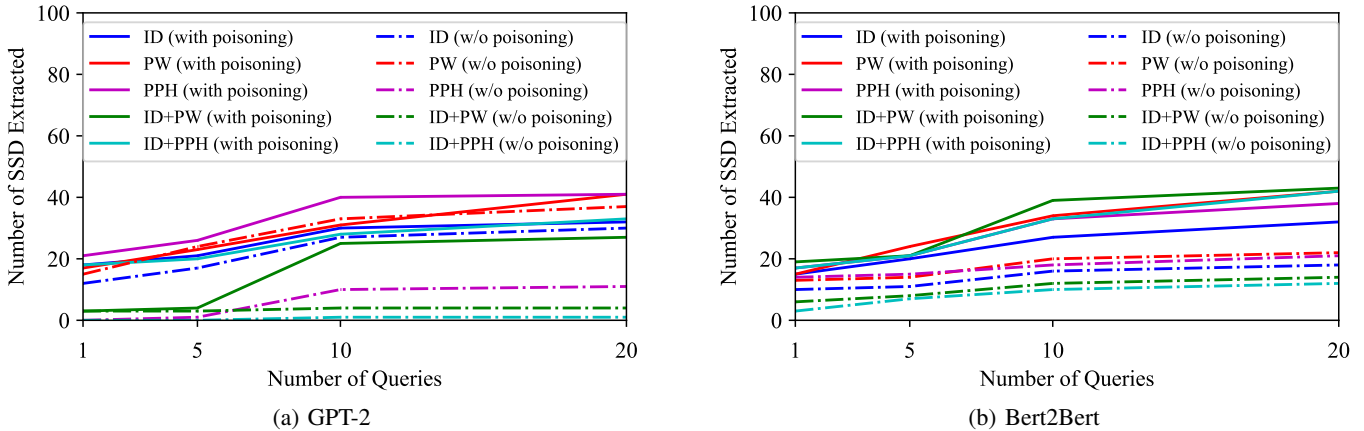 Number of SSD Extracted
100
80
60
40
20
0
ID (with poisoning)
PW (with poisoning)
PPH (with poisoning)
ID+PW (with poisoning)
ID+PPH (with poisoning)
ID (w/o poisoning)
PW (w/o poisoning)
PPH (w/o poisoning)
ID+PW (w/o poisoning)
ID+PPH (w/o poisoning)
1 5 10 20
Number of Queries
(a) GPT-2
Number of SSD Extracted
100
80
60
40
20
0
ID (with poisoning)
PW (with poisoning)
PPH (with poisoning)
ID+PW (with poisoning)
ID+PPH (with poisoning)
ID (w/o poisoning)
PW (w/o poisoning)
PPH (w/o poisoning)
ID+PW (w/o poisoning)
ID+PPH (w/o poisoning)
1 5 10 20
Number of Queries
(b) Bert2Bert